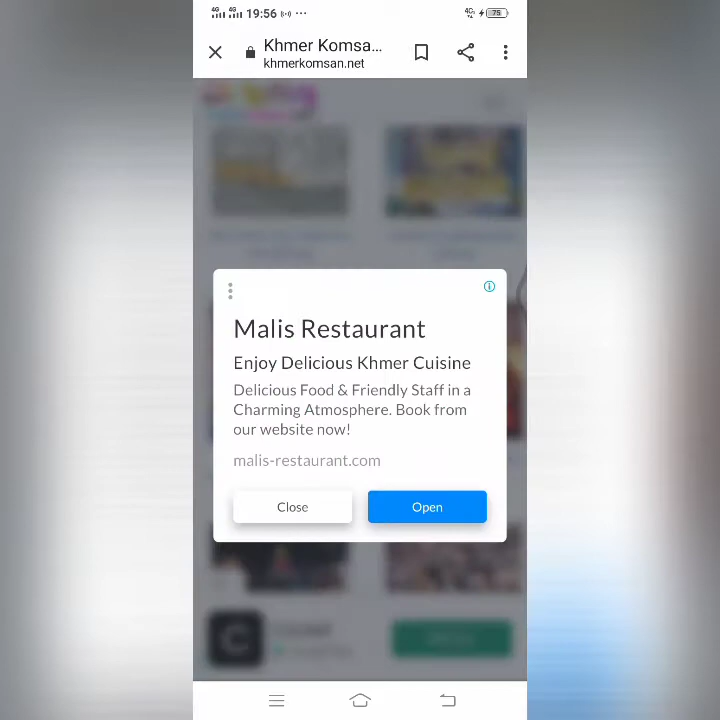 19:56
75
Khmer Komsa...
khmerkomsan.net
Malis Restaurant
Enjoy Delicious Khmer Cuisine
Delicious Food & Friendly Staff in a
Charming Atmosphere. Book from
our website now!
malis-restaurant.com
Close
Open